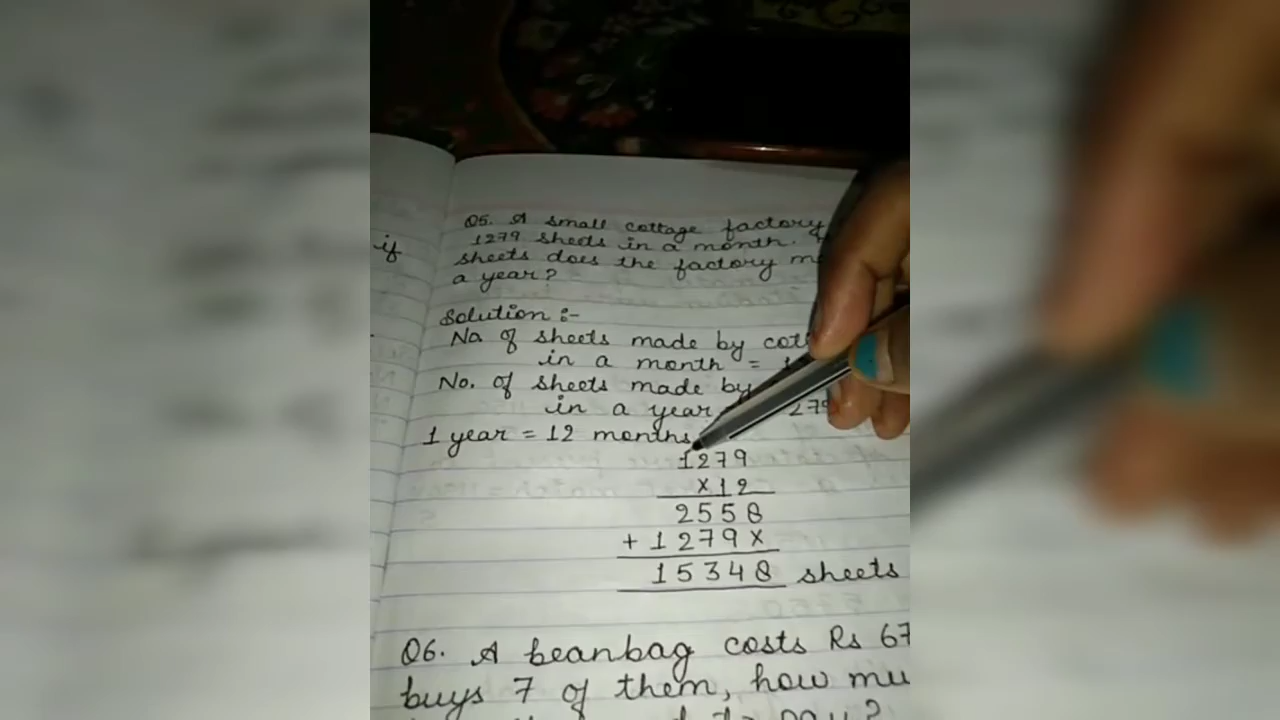 if
Q5. A small cottage factory
1279 sheets in a month.
sheets does the factory
a year?
Solution :-
No of sheets made by
in a month =
No. of sheets made by
in a year 279
1 year = 12 months
1279
x12
2558
+ 1279x
15348 sheets
Q6. A beanbag costs Rs 67
buys 7 of them, how mu
pay?